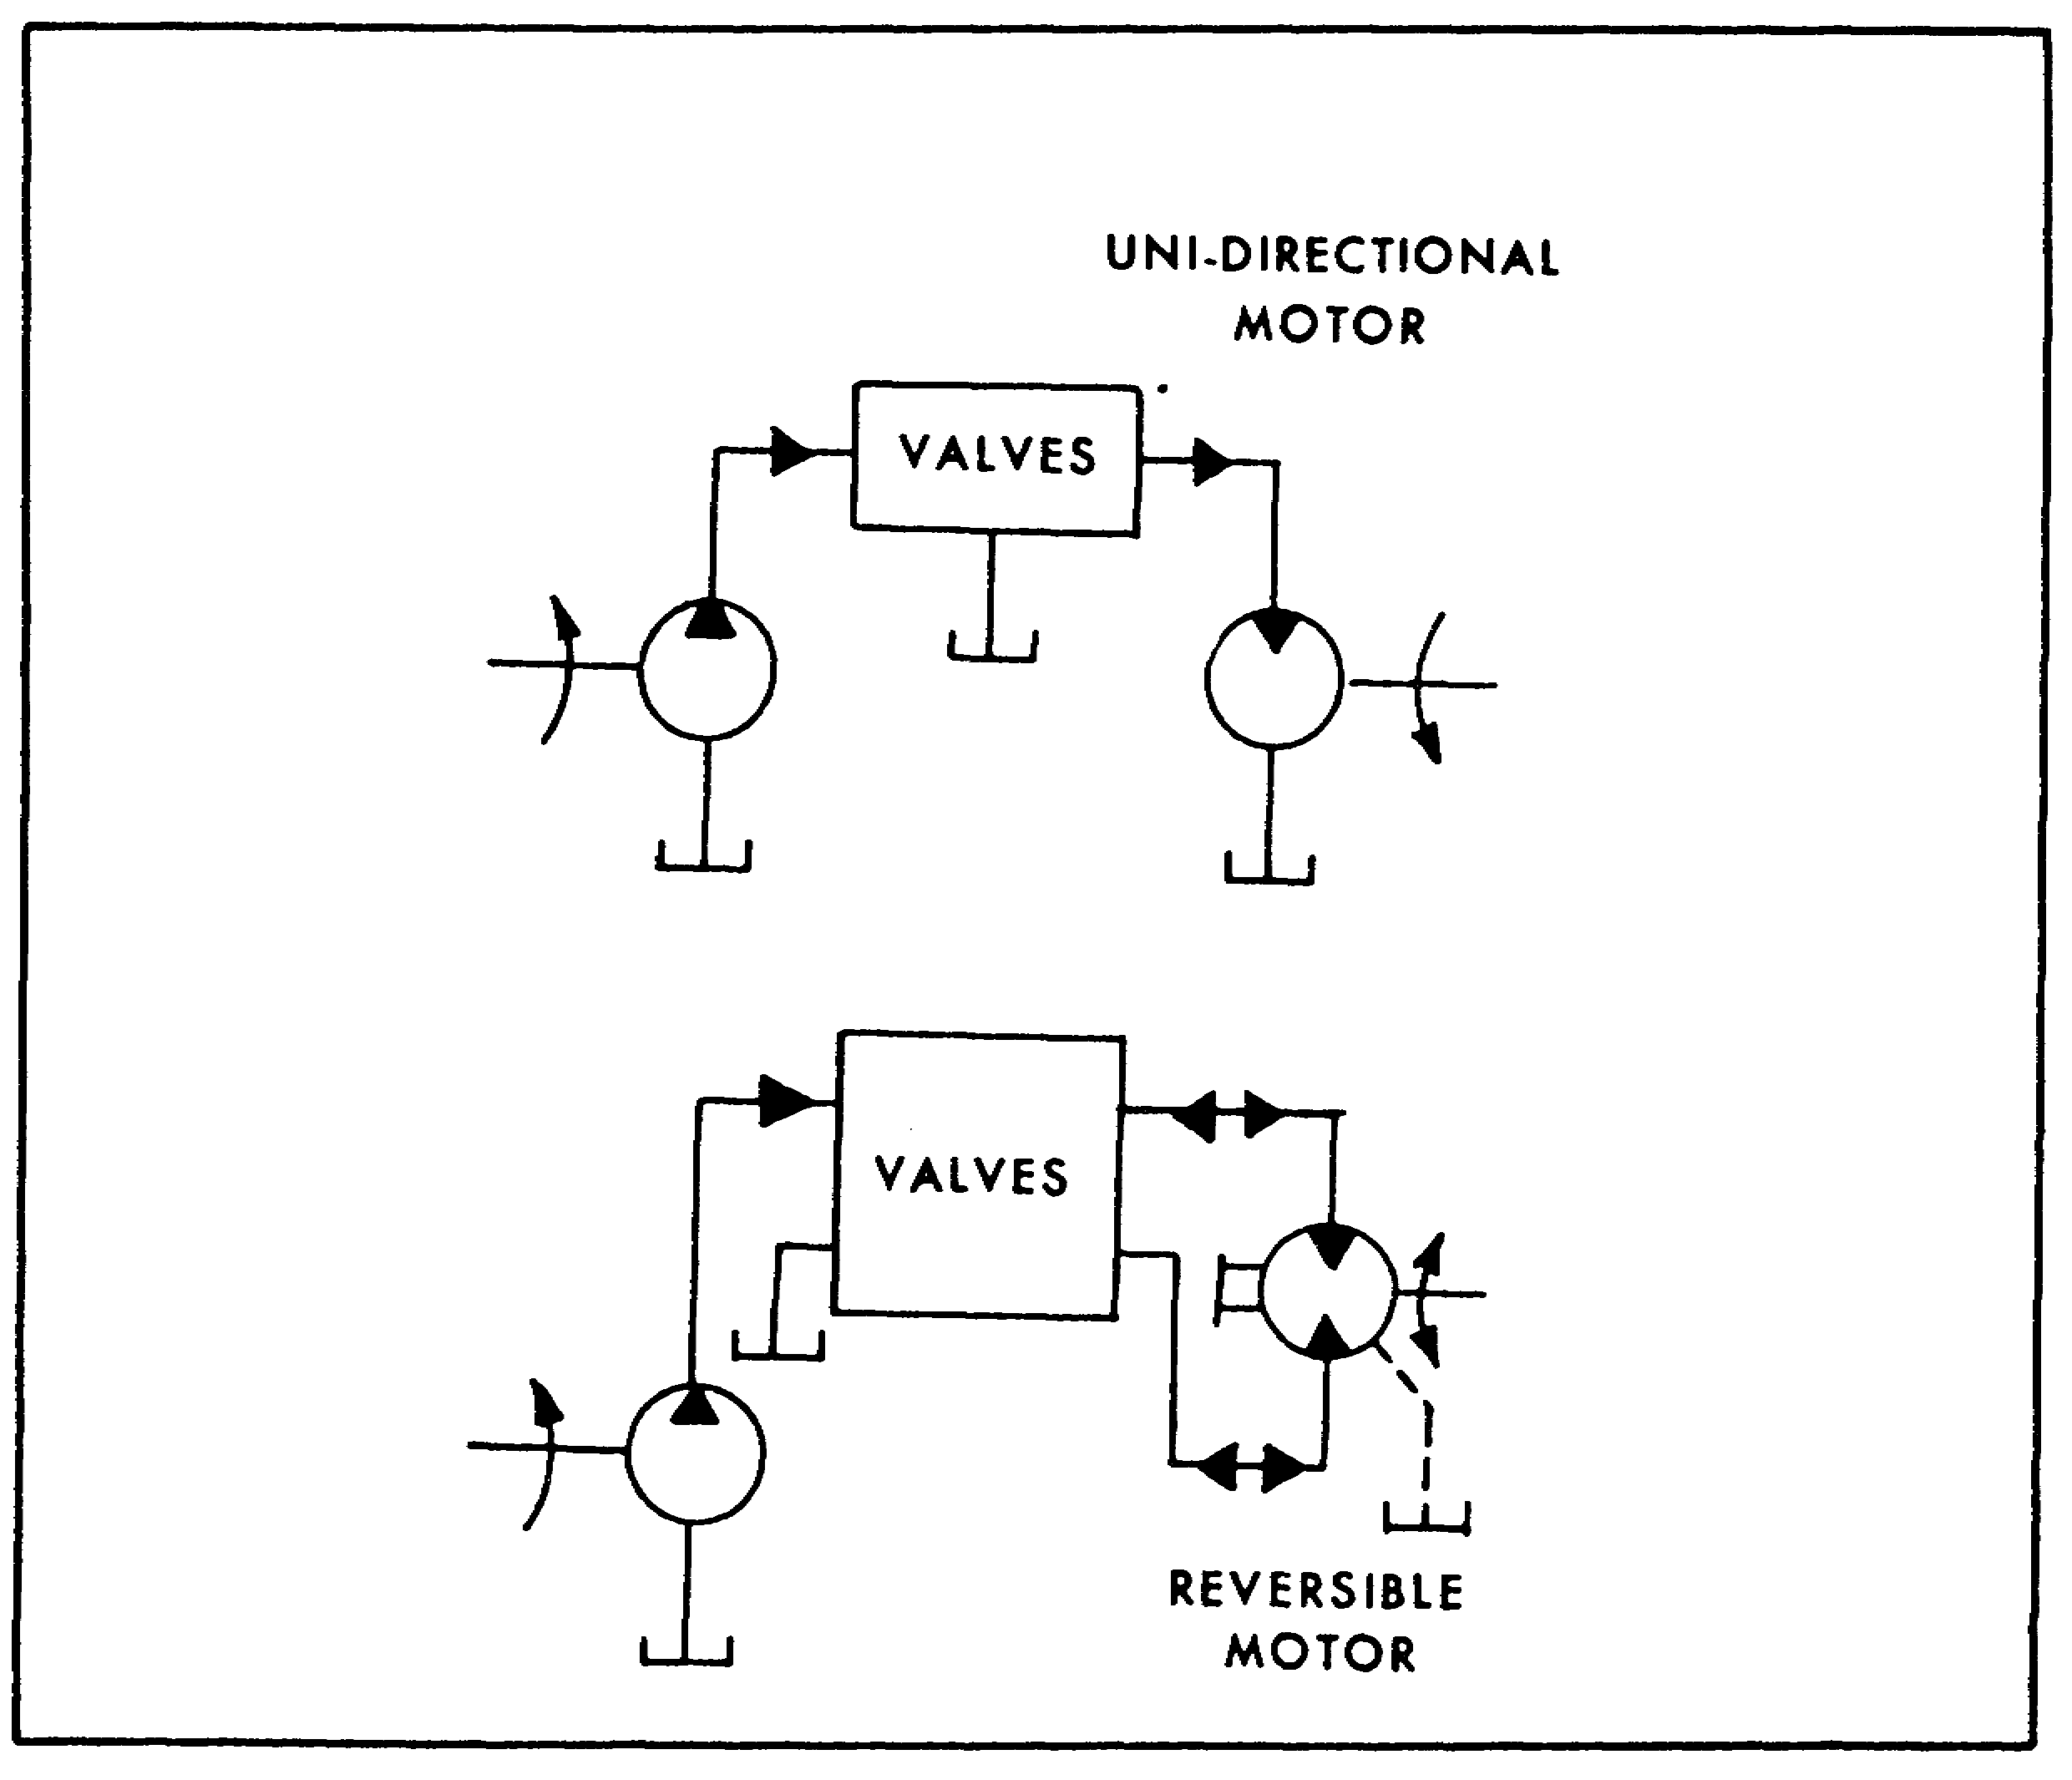 UNI-DIRECTIONAL
MOTOR
VALVES
VALVES
REVERSIBLE
MOTOR